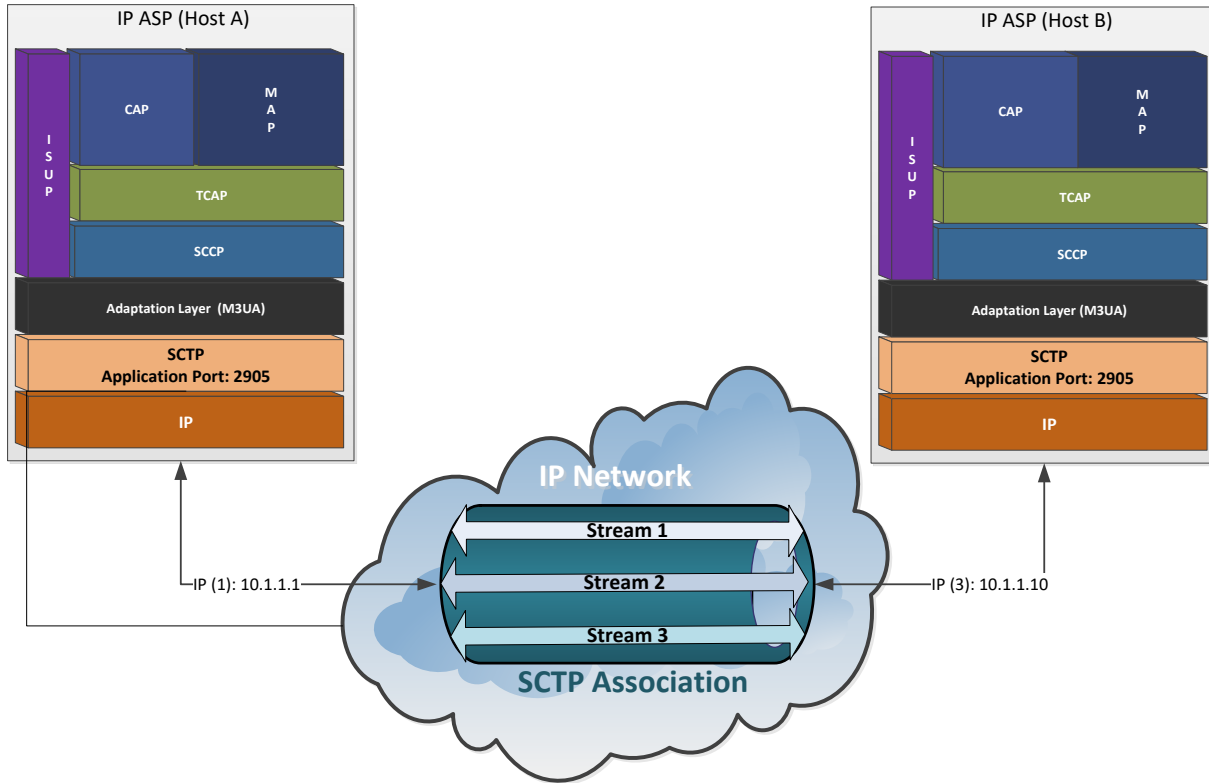 IP ASP (Host A)
I
S
U
P
CAP
M
A
P
TCAP
SCCP
Adaptation Layer (M3UA)
SCTP
Application Port: 2905
IP
IP ASP (Host B)
I
S
U
P
CAP
M
A
P
TCAP
SCCP
Adaptation Layer (M3UA)
SCTP
Application Port: 2905
IP
IP Network
Stream 1
IP (1): 10.1.1.1
Stream 2
IP (3): 10.1.1.10
Stream 3
SCTP Association